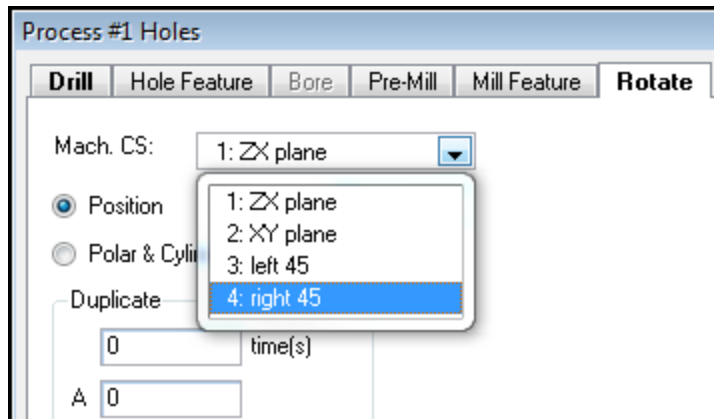 Process #1 Holes
Drill Hole Feature Bore Pre-Mill Mill Feature Rotate
Mach. CS: 1: ZX plane
Position
1: ZX plane
2: XY plane
Polar &
3: left 45
4: right 45
Duplicate
0 time(s)
A 0